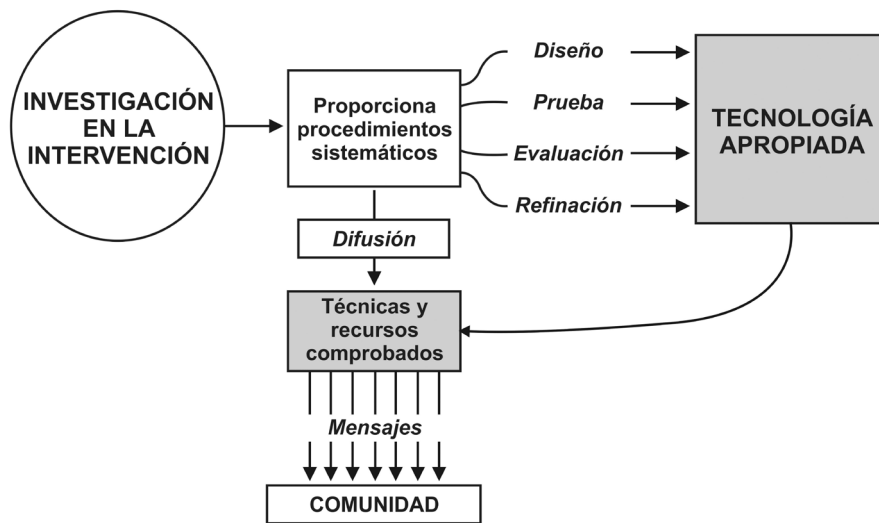 INVESTIGACIÓN
EN LA
INTERVENCIÓN
Proporciona
procedimientos
sistemáticos
Diseño
Prueba
Evaluación
Refinación
TECNOLOGÍA
APROPIADA
Difusión
Técnicas y
recursos
comprobados
Mensajes
COMUNIDAD